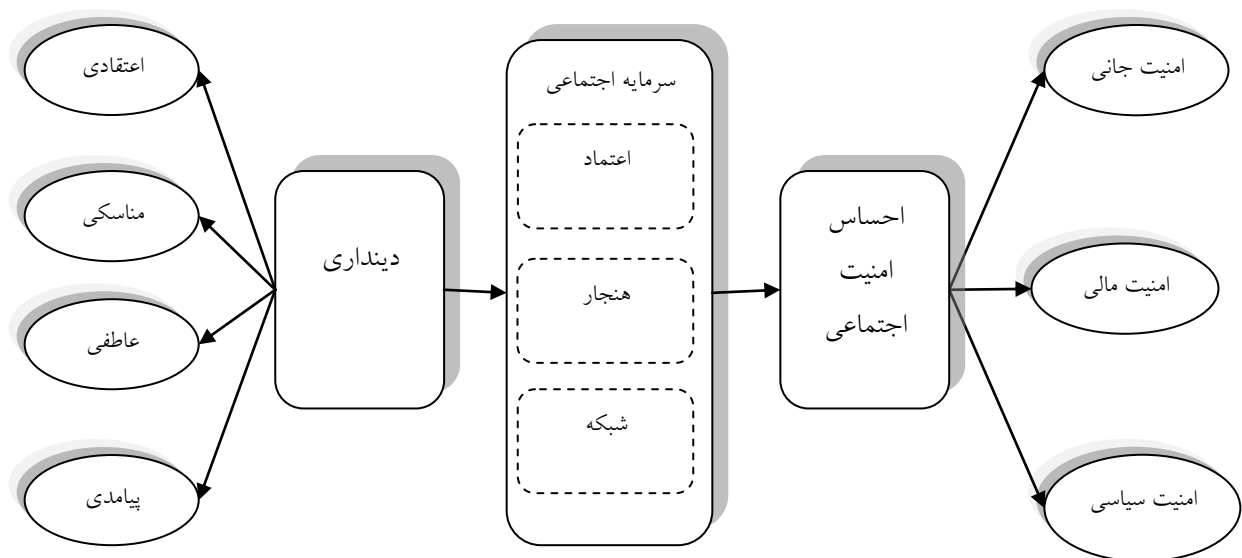 اعتقادی
مناسکی
عاطفی
پیامدی
دینداری
سرمایه اجتماعی
اعتماد
هنجار
شبکه
احساس
امنیت
اجتماعی
امنیت جانی
امنیت مالی
امنیت سیاسی